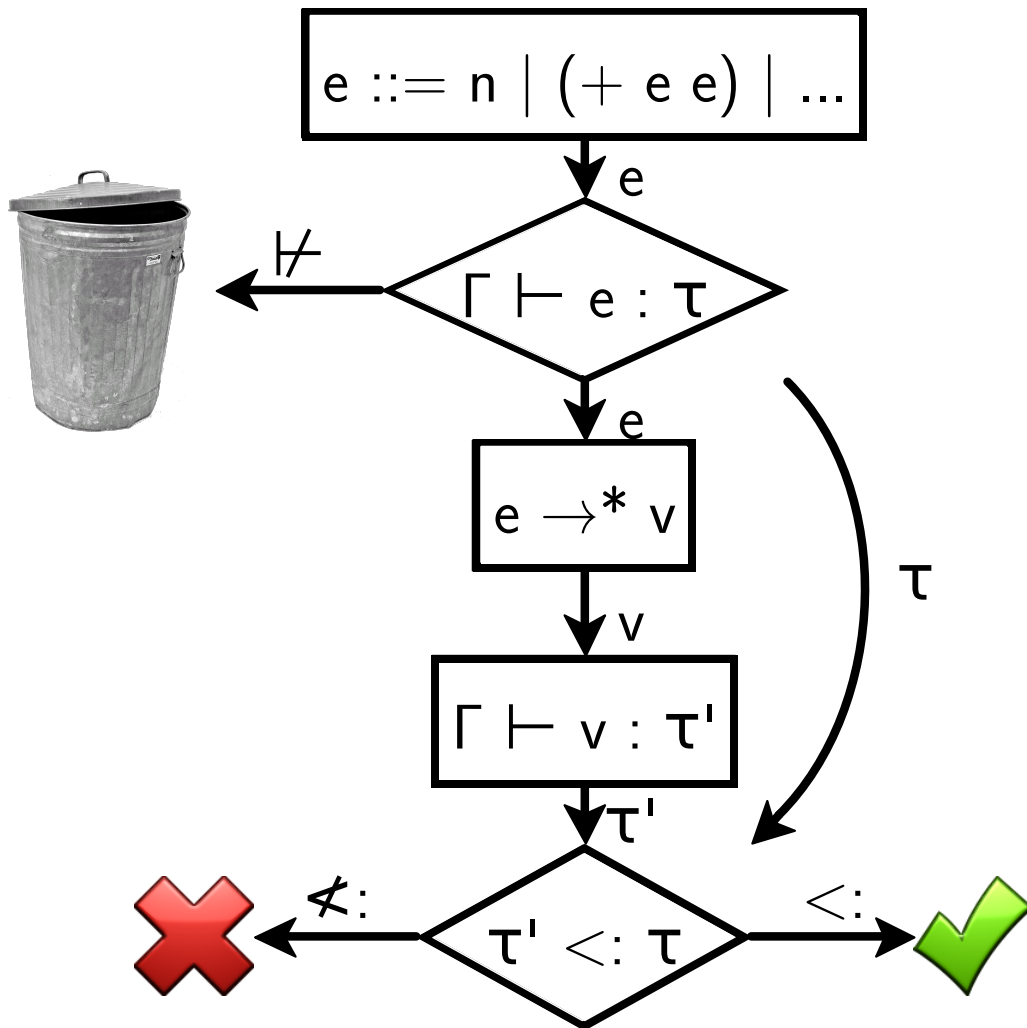 e ::= n | (+ e e) | ...
e
⊬
Γ ⊢ e : τ
e
e →* v
τ
v
Γ ⊢ v : τ'
τ'
≮:
<:
τ' <: τ